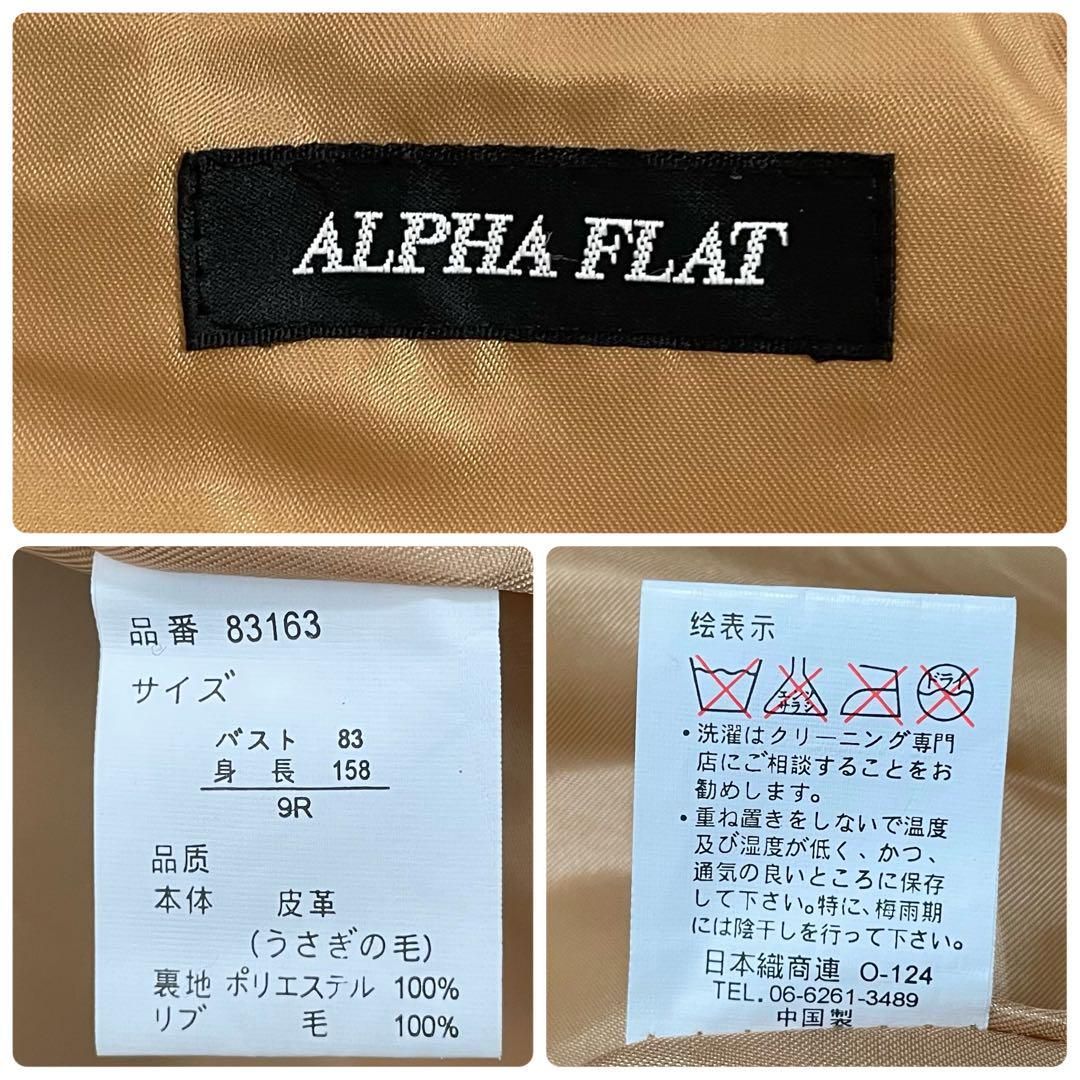 ALPHA FLAT
品番 83163
サイズ
バスト 83
身長 158
9R
品質
本体 皮革
(うさぎの毛)
裏地 ポリエステル 100%
リブ 毛 100%
絵表示
エンソ
サラシ
ドライ
・洗濯はクリーニング専門
店にご相談することをお
勧めします。
・重ね置きをしないで温度
及び湿度が低く、かつ、
通気の良いところに保存
して下さい。特に、梅雨期
には陰干しを行って下さい。
日本織商連 O-124
TEL. 06-6261-3489
中国製